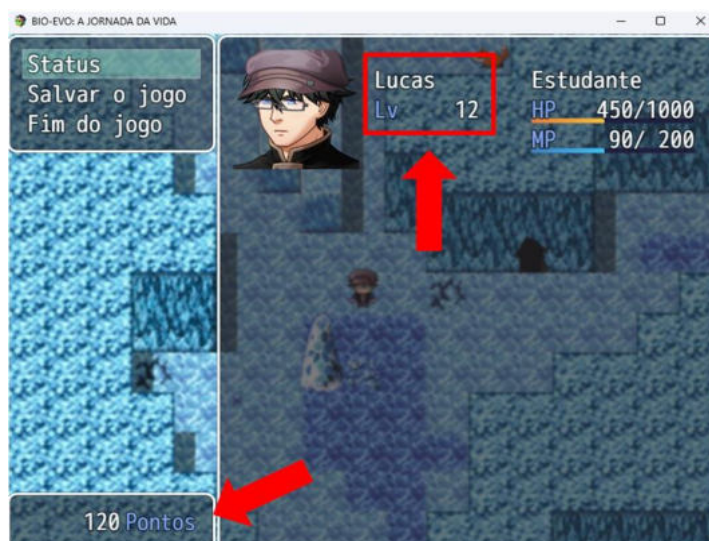 BIO-EVO: A JORNADA DA VIDA
Status
Salvar o jogo
Fim do jogo
Lucas
Lv 12
Estudante
HP 450/1000
MP 90/ 200
120 Pontos